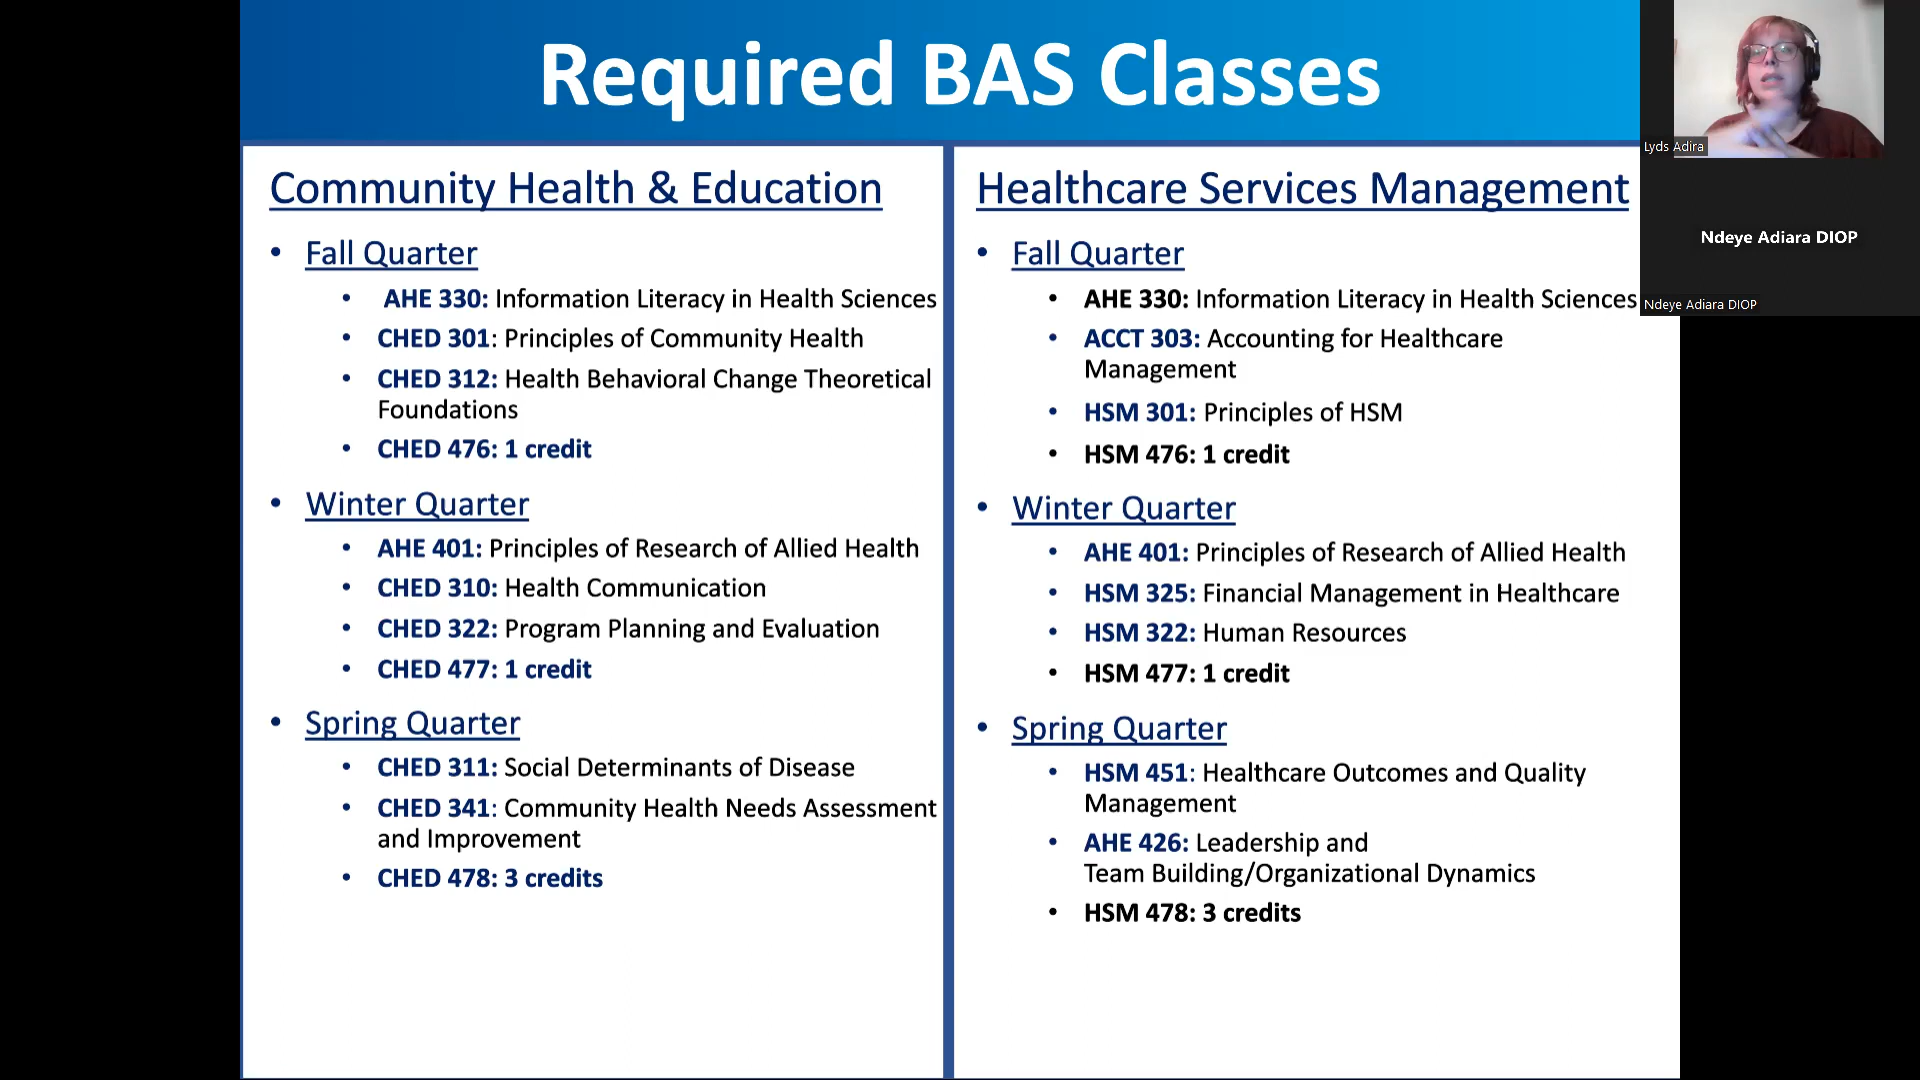 Required BAS Classes
Community Health & Education
• Fall Quarter
• AHE 330: Information Literacy in Health Sciences
• CHED 301: Principles of Community Health
• CHED 312: Health Behavioral Change Theoretical
Foundations
• CHED 476: 1 credit
• Winter Quarter
• AHE 401: Principles of Research of Allied Health
• CHED 310: Health Communication
• CHED 322: Program Planning and Evaluation
• CHED 477: 1 credit
• Spring Quarter
• CHED 311: Social Determinants of Disease
• CHED 341: Community Health Needs Assessment
and Improvement
• CHED 478: 3 credits
Healthcare Services Management
• Fall Quarter
• AHE 330: Information Literacy in Health Sciences
• ACCT 303: Accounting for Healthcare
Management
• HSM 301: Principles of HSM
• HSM 476: 1 credit
• Winter Quarter
• AHE 401: Principles of Research of Allied Health
• HSM 325: Financial Management in Healthcare
• HSM 322: Human Resources
• HSM 477: 1 credit
• Spring Quarter
• HSM 451: Healthcare Outcomes and Quality
Management
• AHE 426: Leadership and
Team Building/Organizational Dynamics
• HSM 478: 3 credits
Lyds Adira
Ndeye Adiara DIOP
Ndeye Adiara DIOP